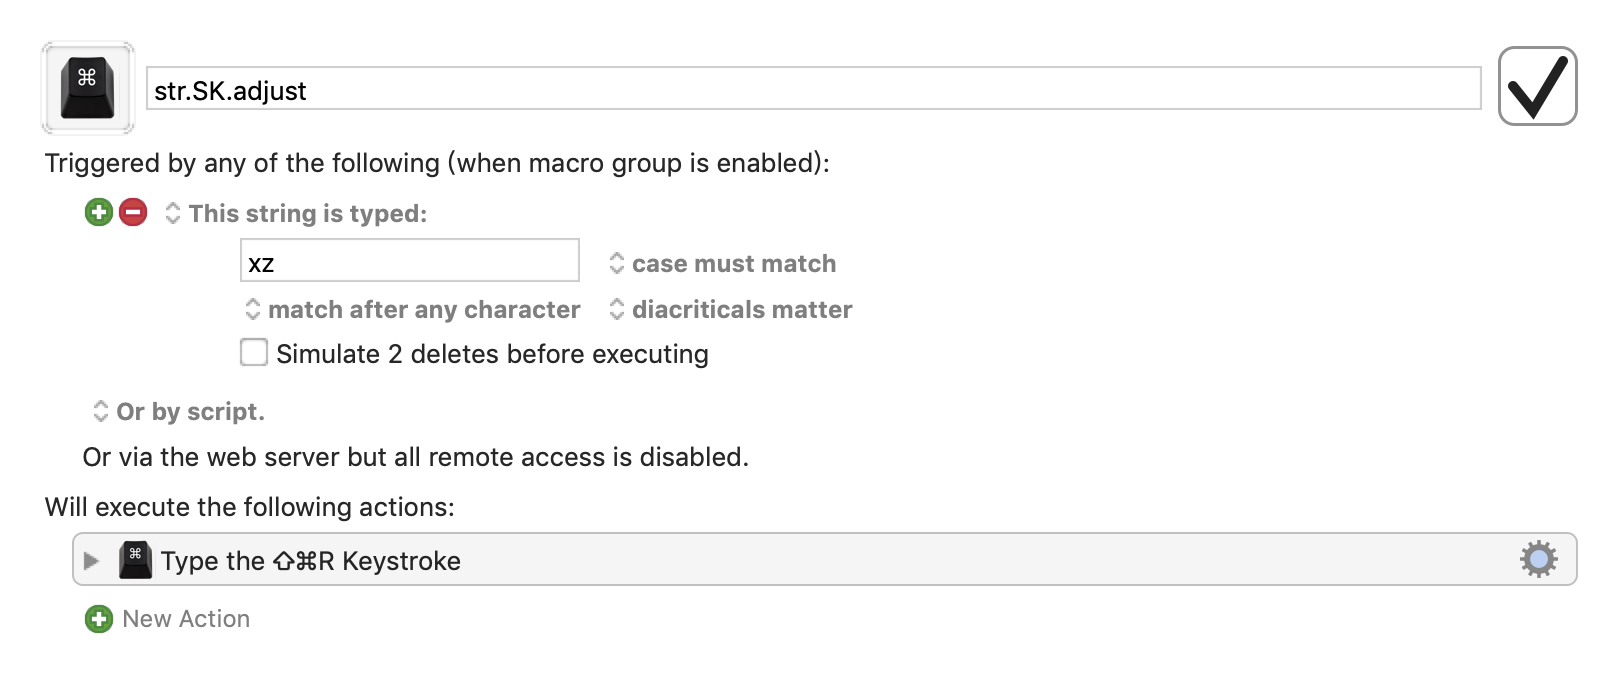 ⌘ str.SK.adjust
Triggered by any of the following (when macro group is enabled):
This string is typed:
xz case must match
match after any character diacriticals matter
Simulate 2 deletes before executing
Or by script.
Or via the web server but all remote access is disabled.
Will execute the following actions:
⌘ Type the ⇧⌘R Keystroke
New Action